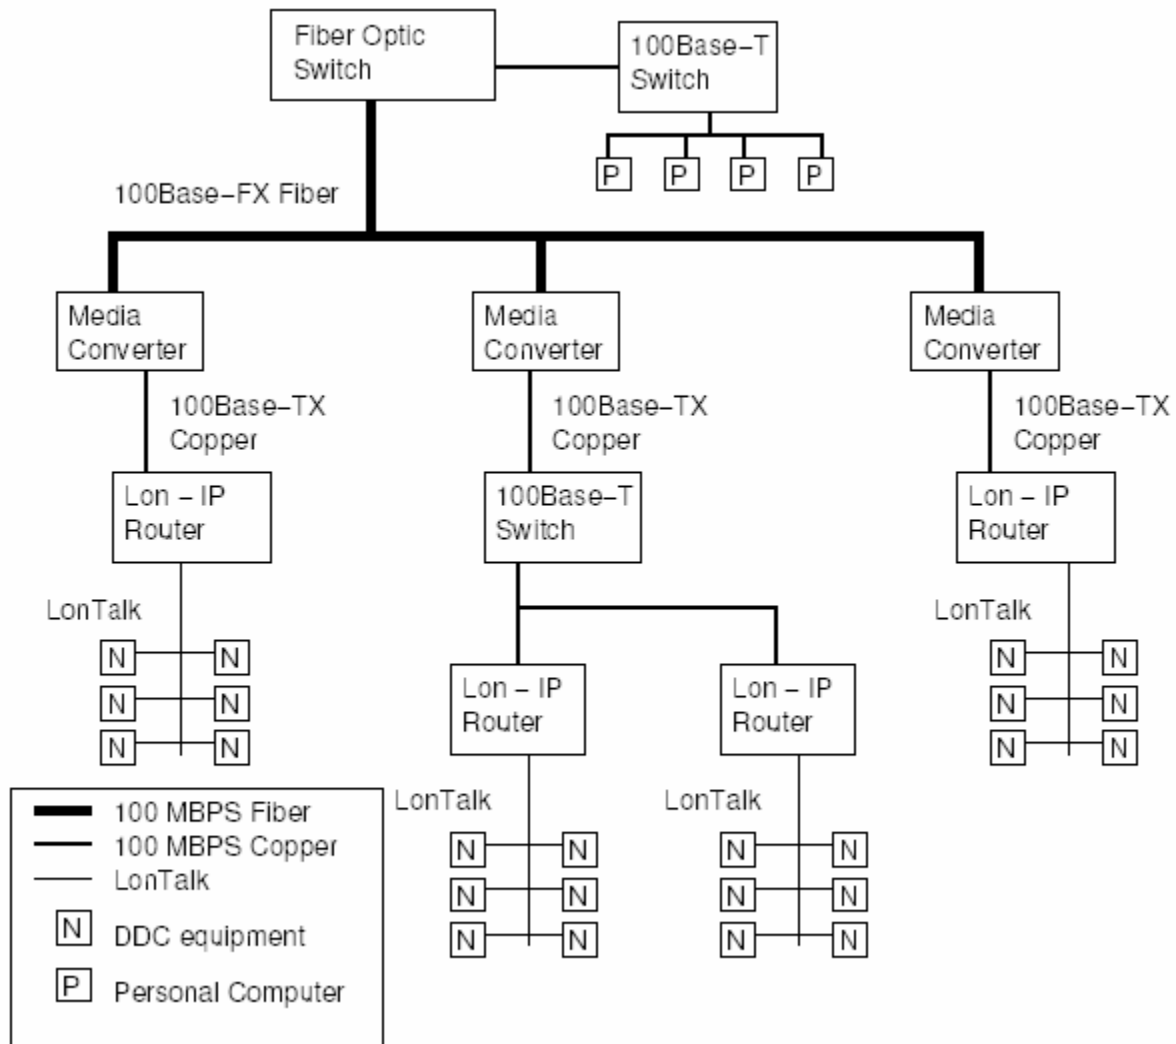 Fiber Optic
Switch
100Base-T
Switch
P P P P
100Base-FX Fiber
Media
Converter
Media
Converter
Media
Converter
100Base-TX
Copper
100Base-TX
Copper
100Base-TX
Copper
Lon - IP
Router
100Base-T
Switch
Lon - IP
Router
LonTalk
N N
N N
N N
LonTalk
N N
N N
N N
Lon - IP
Router
Lon - IP
Router
LonTalk
N N
N N
N N
LonTalk
N N
N N
N N
100 MBPS Fiber
100 MBPS Copper
LonTalk
N DDC equipment
P Personal Computer